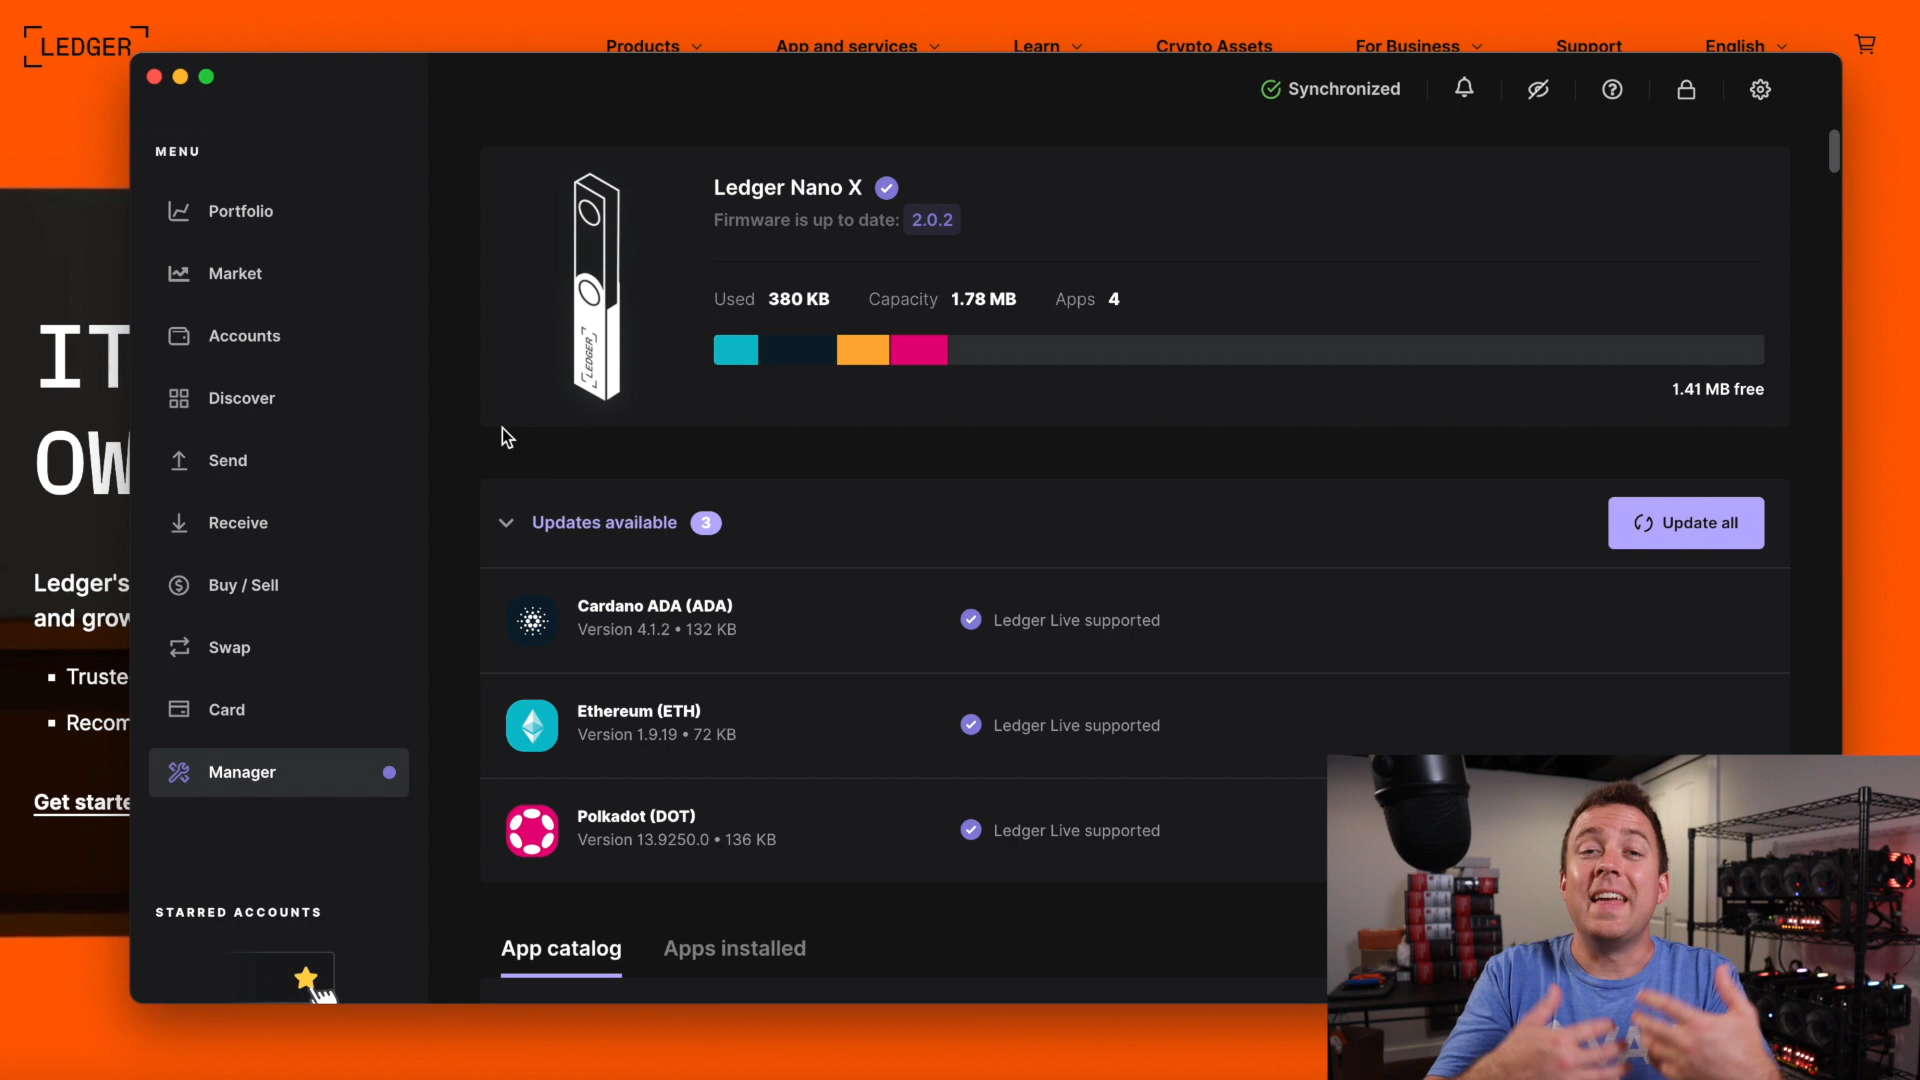 LEDGER
Products
App and services
Learn
Crypto Assets
For Business
Support
English
Synchronized
MENU
Portfolio
Market
Accounts
Discover
Send
Receive
Buy / Sell
Swap
Card
Manager
STARRED ACCOUNTS
Ledger Nano X
Firmware is up to date: 2.0.2
Used 380 KB Capacity 1.78 MB Apps 4
1.41 MB free
LEDGER
Updates available 3
Update all
Cardano ADA (ADA)
Version 4.1.2 • 132 KB
Ledger Live supported
Ethereum (ETH)
Version 1.9.19 • 72 KB
Ledger Live supported
Polkadot (DOT)
Version 13.9250.0 • 136 KB
Ledger Live supported
App catalog
Apps installed
IT
OW
Ledger's
and grow
▪ Truste
▪ Recom
Get starte